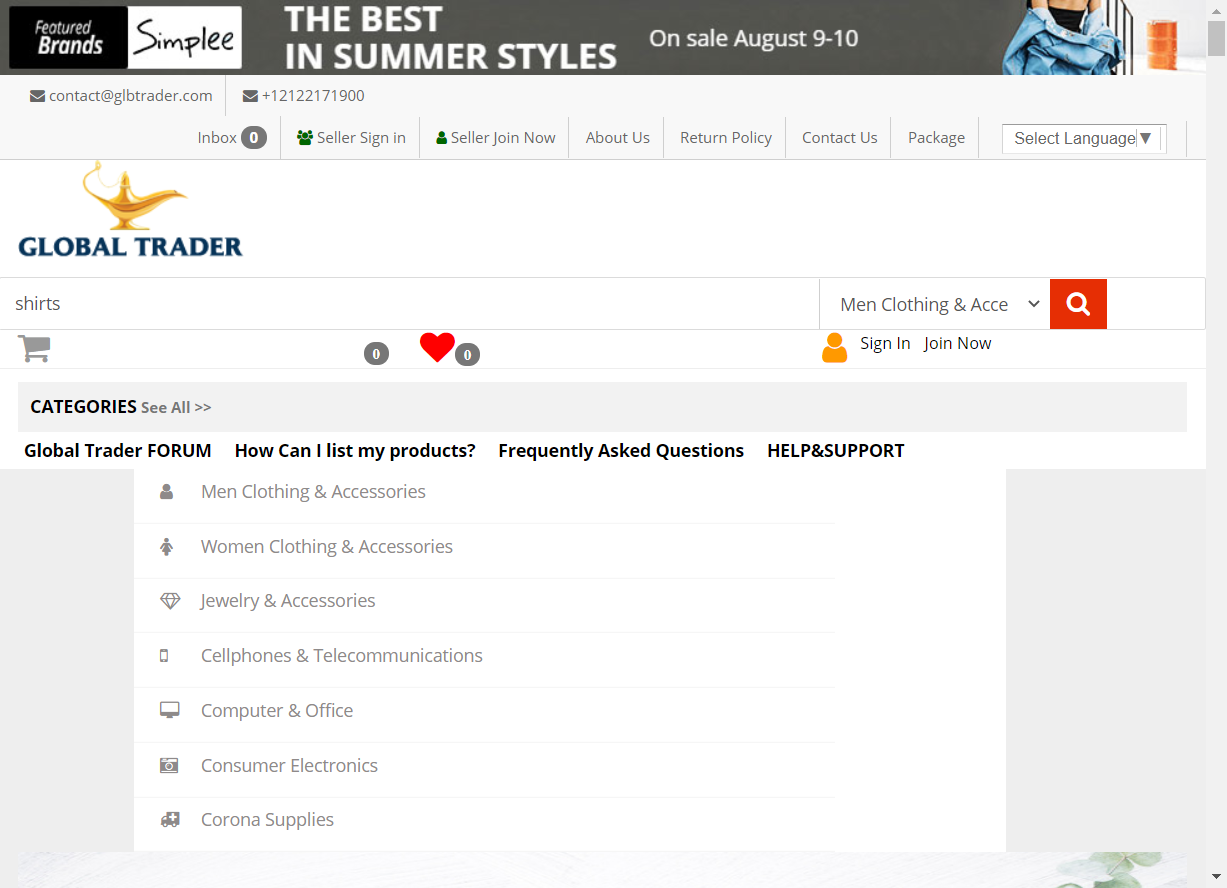 Featured Brands
Simplee
THE BEST
IN SUMMER STYLES
On sale August 9-10
contact@glbtrader.com
+12122171900
Inbox 0
Seller Sign in
Seller Join Now
About Us
Return Policy
Contact Us
Package
Select Language▼
GLOBAL TRADER
shirts
Men Clothing & Acce
0
0
Sign In
Join Now
CATEGORIES See All >>
Global Trader FORUM
How Can I list my products?
Frequently Asked Questions
HELP&SUPPORT
Men Clothing & Accessories
Women Clothing & Accessories
Jewelry & Accessories
Cellphones & Telecommunications
Computer & Office
Consumer Electronics
Corona Supplies